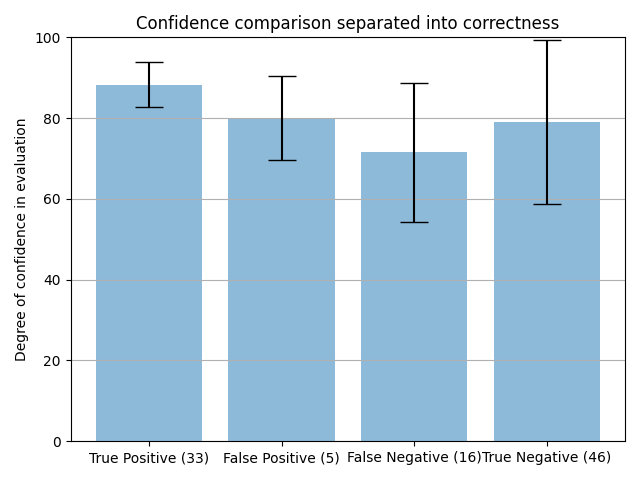 Confidence comparison separated into correctness
Degree of confidence in evaluation
100
80
60
40
20
0
True Positive (33)
False Positive (5)
False Negative (16)
True Negative (46)